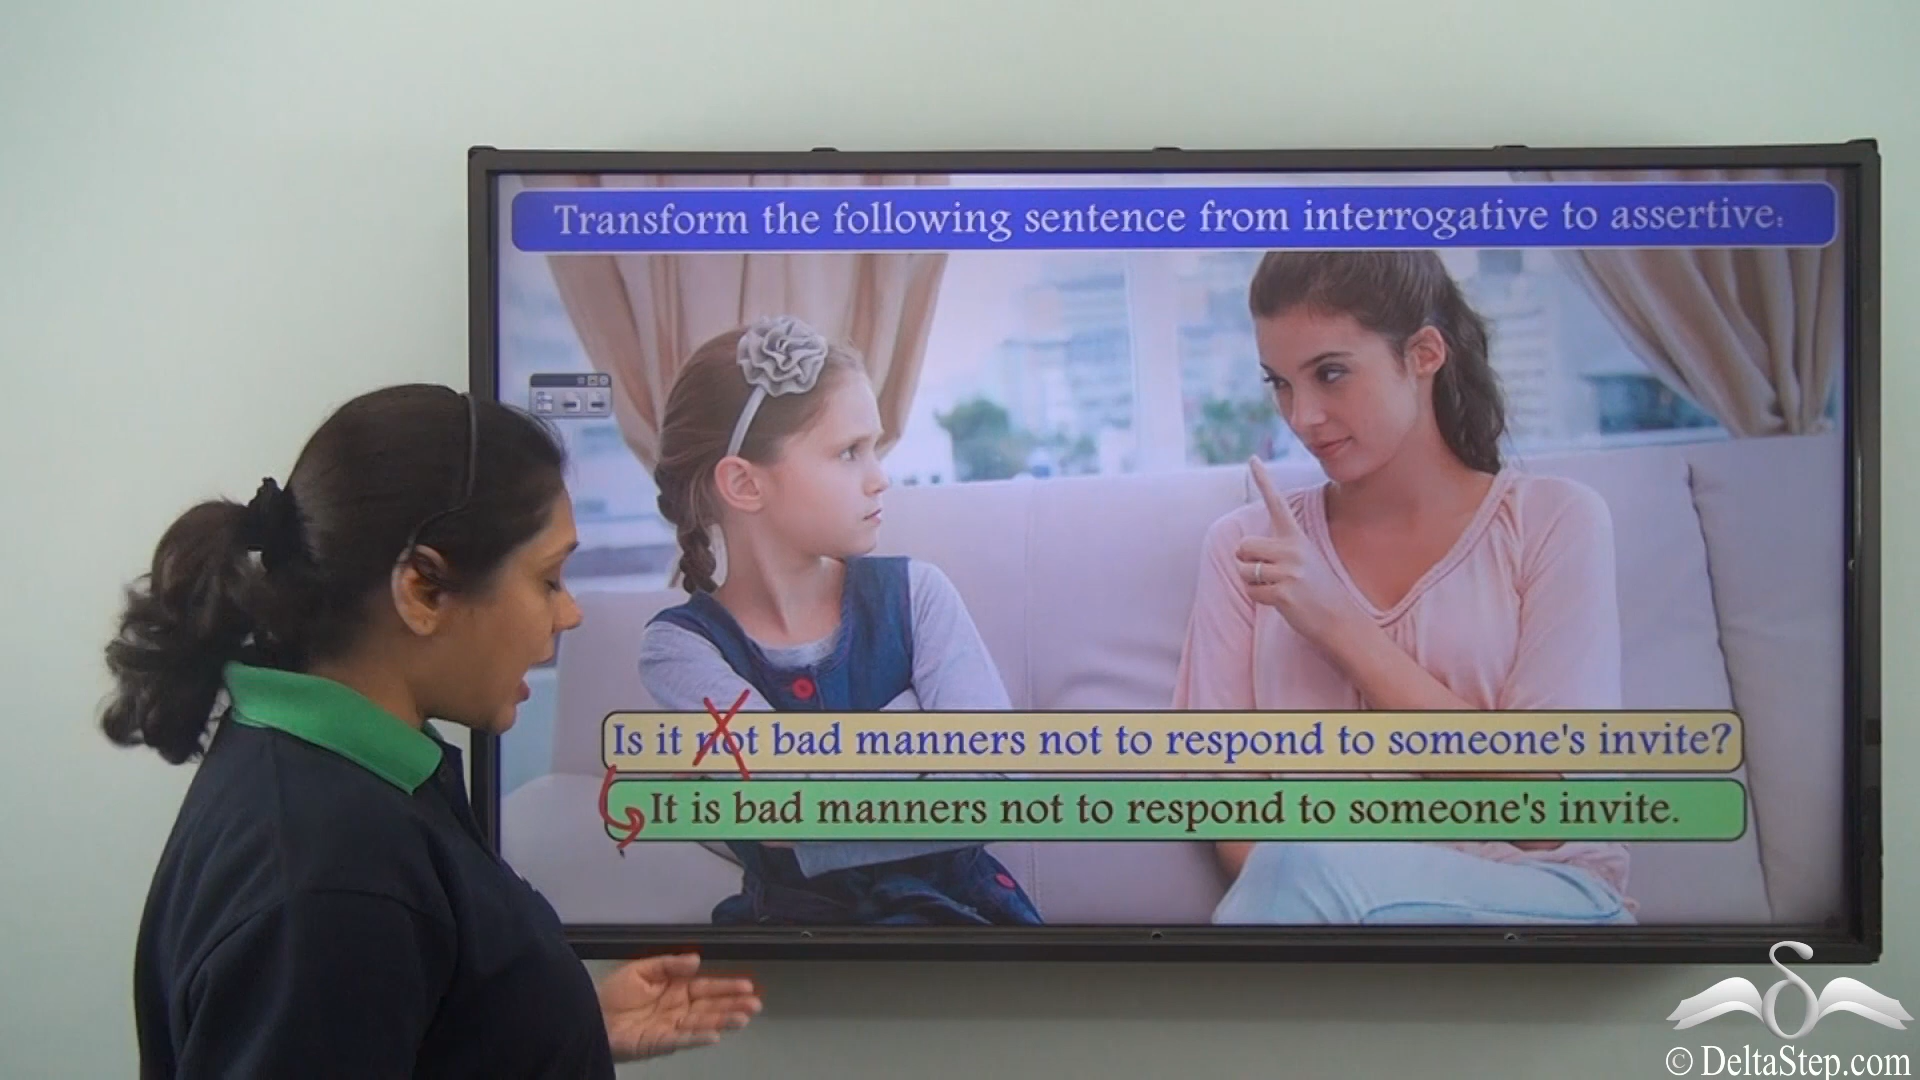 Transform the following sentence from interrogative to assertive:
Is it not bad manners not to respond to someone's invite?
It is bad manners not to respond to someone's invite.
© DeltaStep.com